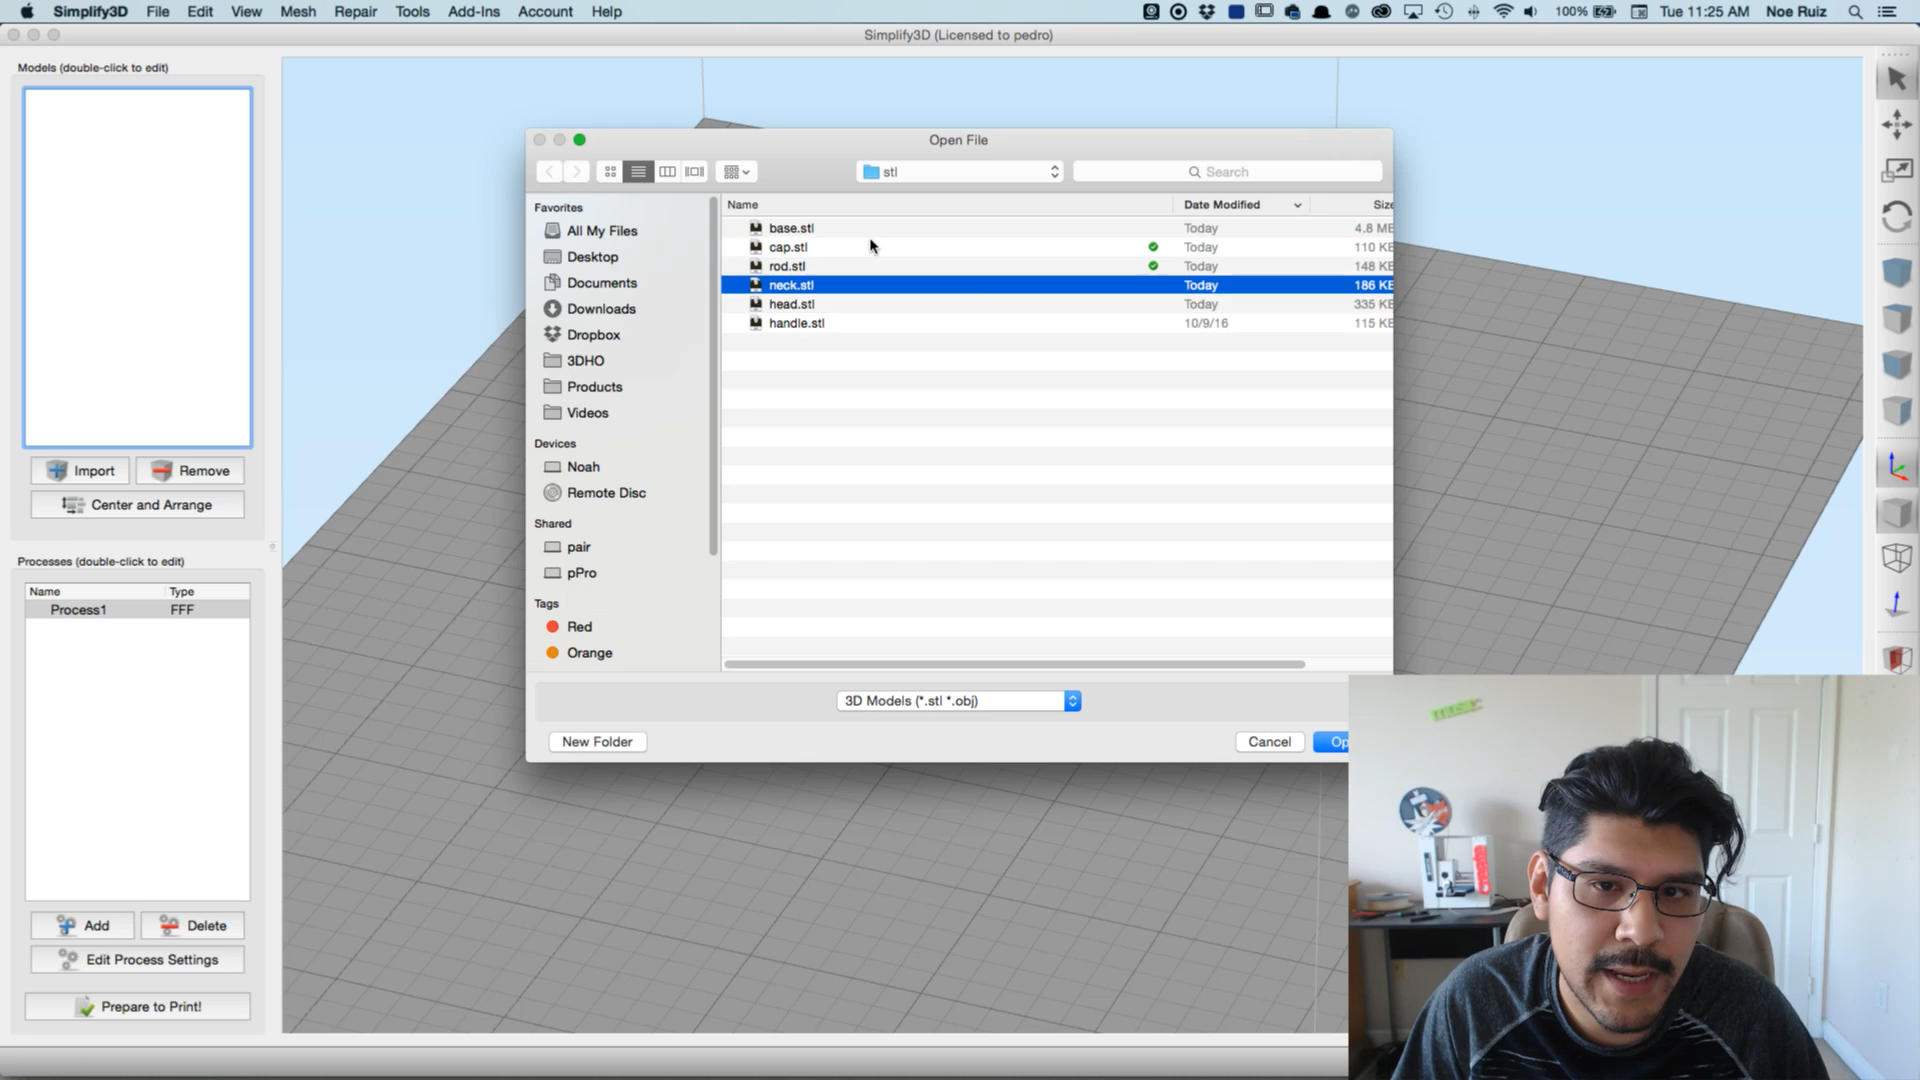 Simplify3D File Edit View Mesh Repair Tools Add-Ins Account Help 100% Tue 11:25 AM Noe Ruiz
Simplify3D (Licensed to pedro)
Models (double-click to edit)
Import Remove
Center and Arrange
Processes (double-click to edit)
Name Type
Process1 FFF
Add Delete
Edit Process Settings
Prepare to Print!
Open File
stl Search
Favorites
All My Files
Desktop
Documents
Downloads
Dropbox
3DHO
Products
Videos
Devices
Noah
Remote Disc
Shared
pair
pPro
Tags
Red
Orange
Name Date Modified Size
base.stl Today 4.8 MB
cap.stl Today 110 KB
rod.stl Today 148 KB
neck.stl Today 186 KB
head.stl Today 335 KB
handle.stl 10/9/16 115 KB
3D Models (*.stl *.obj)
New Folder Cancel Op